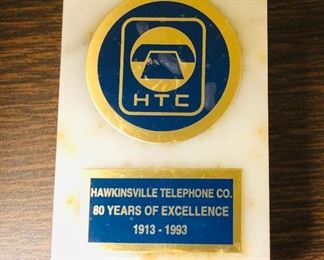 HTC
HAWKINSVILLE TELEPHONE CO.
80 YEARS OF EXCELLENCE
1913 - 1993